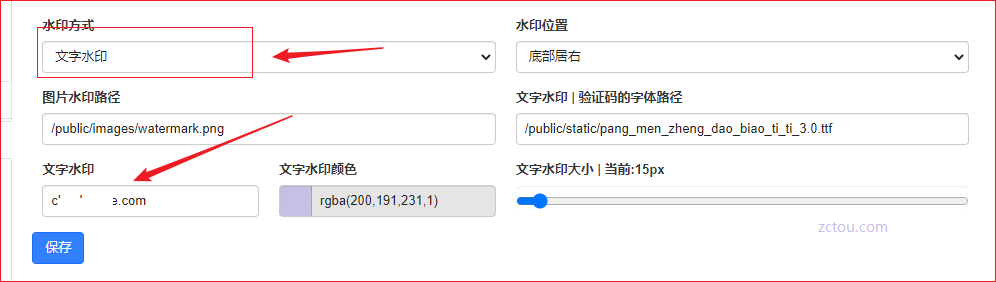 水印方式
水印位置
文字水印
底部居右
图片水印路径
文字水印 | 验证码的字体路径
/public/images/watermark.png
/public/static/pang_men_zheng_dao_biao_ti_ti_3.0.ttf
文字水印
文字水印颜色
文字水印大小 | 当前:15px
e.com
rgba(200,191,231,1)
zctou.com
保存